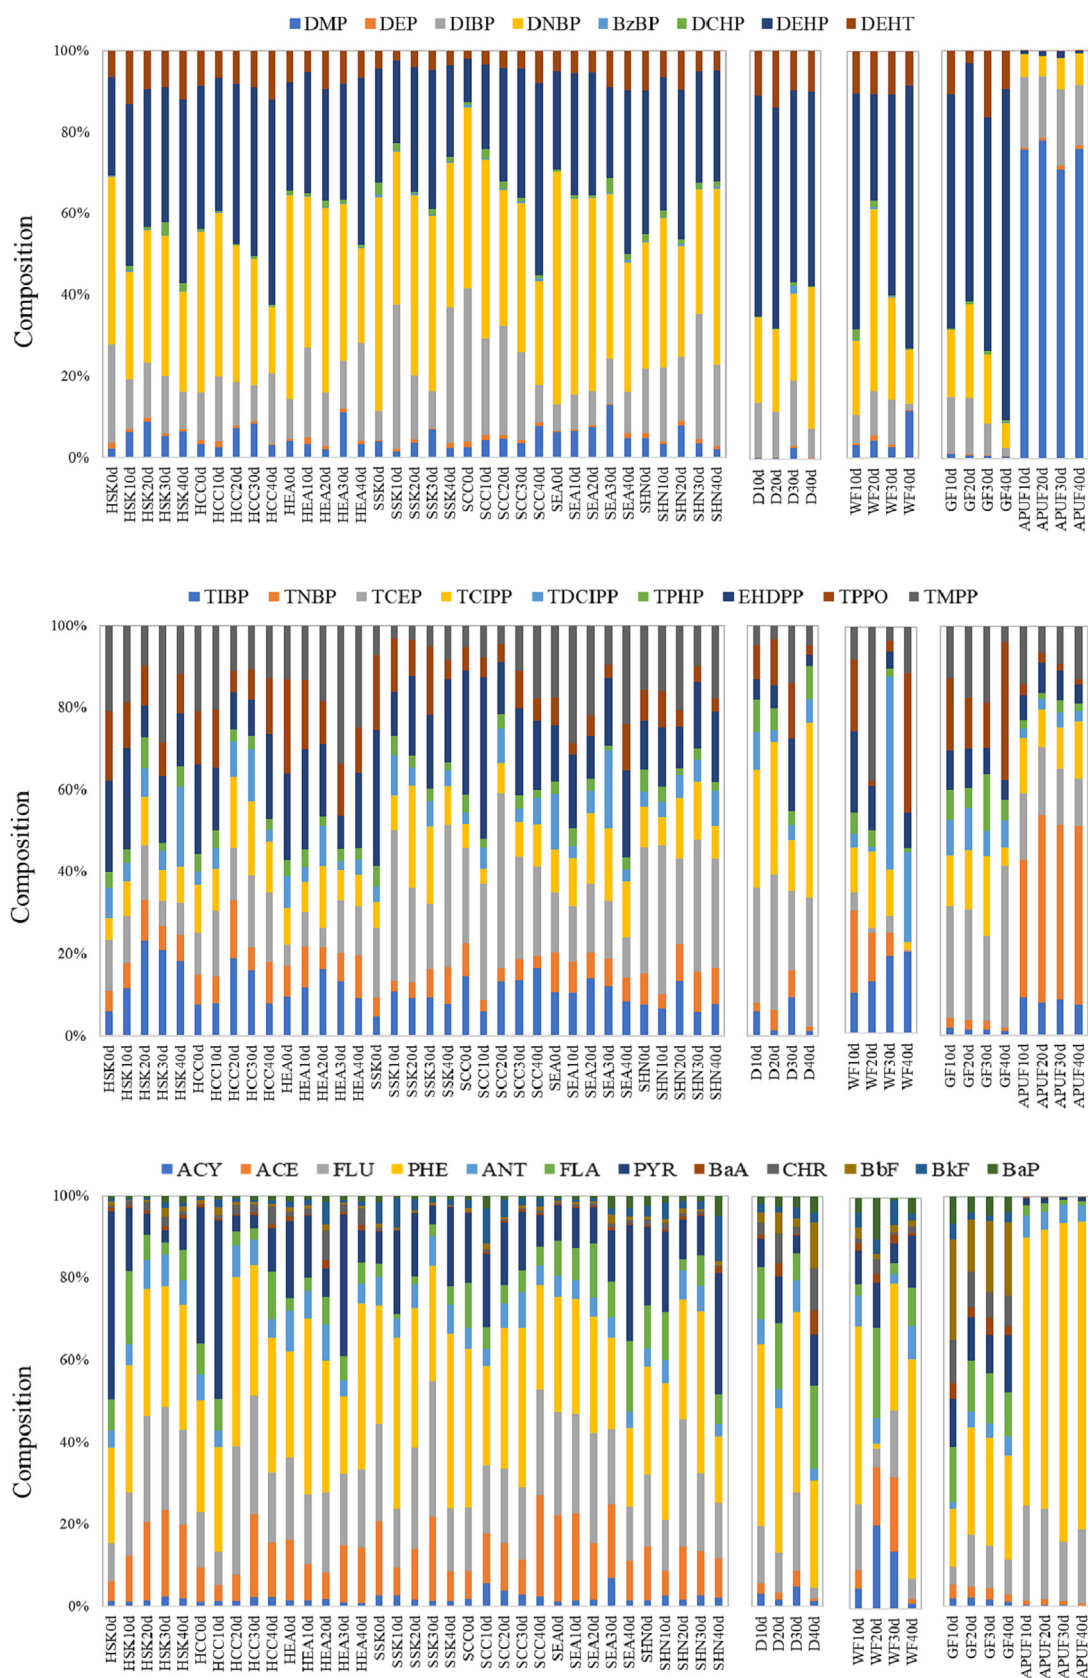 DMP DEP DIBP DNBP BzBP DCHP DEHP DEHT
100%
80%
60%
40%
20%
0%
Composition
HSK0d HSK10d HSK20d HSK30d HSK40d HCC0d HCC10d HCC20d HCC30d HCC40d HEA0d HEA10d HEA20d HEA30d HEA40d SSK0d SSK10d SSK20d SSK30d SSK40d SCC0d SCC10d SCC20d SCC30d SCC40d SEA0d SEA10d SEA20d SEA30d SEA40d SHN0d SHN10d SHN20d SHN30d SHN40d D10d D20d D30d D40d WF10d WF20d WF30d WF40d GF10d GF20d GF30d GF40d APUF10d APUF20d APUF30d APUF40d
TIBP TNBP TCEP TCIPP TDCIPP TPHP EHDPP TPPO TMPP
100%
80%
60%
40%
20%
0%
Composition
HSK0d HSK10d HSK20d HSK30d HSK40d HCC0d HCC10d HCC20d HCC30d HCC40d HEA0d HEA10d HEA20d HEA30d HEA40d SSK0d SSK10d SSK20d SSK30d SSK40d SCC0d SCC10d SCC20d SCC30d SCC40d SEA0d SEA10d SEA20d SEA30d SEA40d SHN0d SHN10d SHN20d SHN30d SHN40d D10d D20d D30d D40d WF10d WF20d WF30d WF40d GF10d GF20d GF30d GF40d APUF10d APUF20d APUF30d APUF40d
ACY ACE FLU PHE ANT FLA PYR BaA CHR BbF BkF BaP
100%
80%
60%
40%
20%
0%
Composition
HSK0d HSK10d HSK20d HSK30d HSK40d HCC0d HCC10d HCC20d HCC30d HCC40d HEA0d HEA10d HEA20d HEA30d HEA40d SSK0d SSK10d SSK20d SSK30d SSK40d SCC0d SCC10d SCC20d SCC30d SCC40d SEA0d SEA10d SEA20d SEA30d SEA40d SHN0d SHN10d SHN20d SHN30d SHN40d D10d D20d D30d D40d WF10d WF20d WF30d WF40d GF10d GF20d GF30d GF40d APUF10d APUF20d APUF30d APUF40d